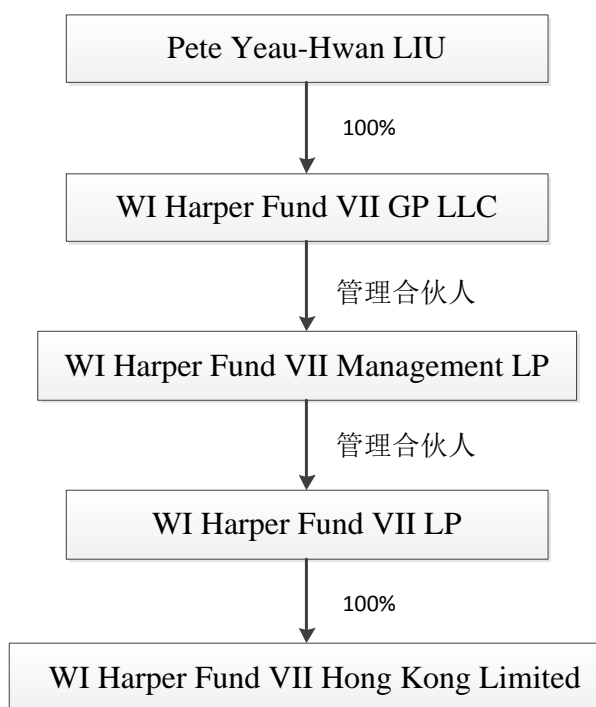 Pete Yeau-Hwan LIU
100%
WI Harper Fund VII GP LLC
管理合伙人
WI Harper Fund VII Management LP
管理合伙人
WI Harper Fund VII LP
100%
WI Harper Fund VII Hong Kong Limited